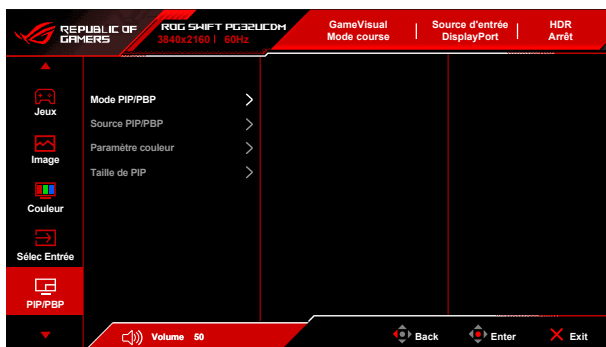 REPUBLIC OF
GAMERS
ROG SWIFT PG32UCDM
3840x2160 | 60Hz
GameVisual
Mode course
Source d'entrée
DisplayPort
HDR
Arrêt
Jeux
Image
Couleur
Sélec Entrée
PIP/PBP
Mode PIP/PBP
Source PIP/PBP
Paramètre couleur
Taille de PIP
Volume 50
Back
Enter
Exit